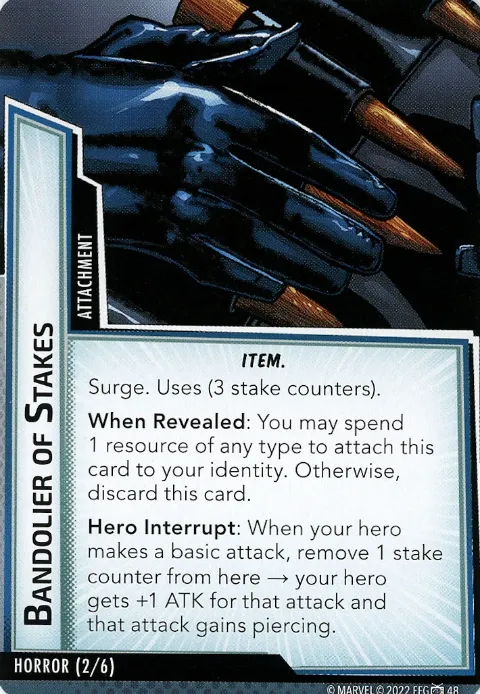 BANDOLIER OF STAKES
ATTACHMENT
ITEM.
Surge. Uses (3 stake counters).
When Revealed: You may spend
1 resource of any type to attach this
card to your identity. Otherwise,
discard this card.
Hero Interrupt: When your hero
makes a basic attack, remove 1 stake
counter from here → your hero
gets +1 ATK for that attack and
that attack gains piercing.
HORROR (2/6)
© MARVEL © 2022 FFG 48